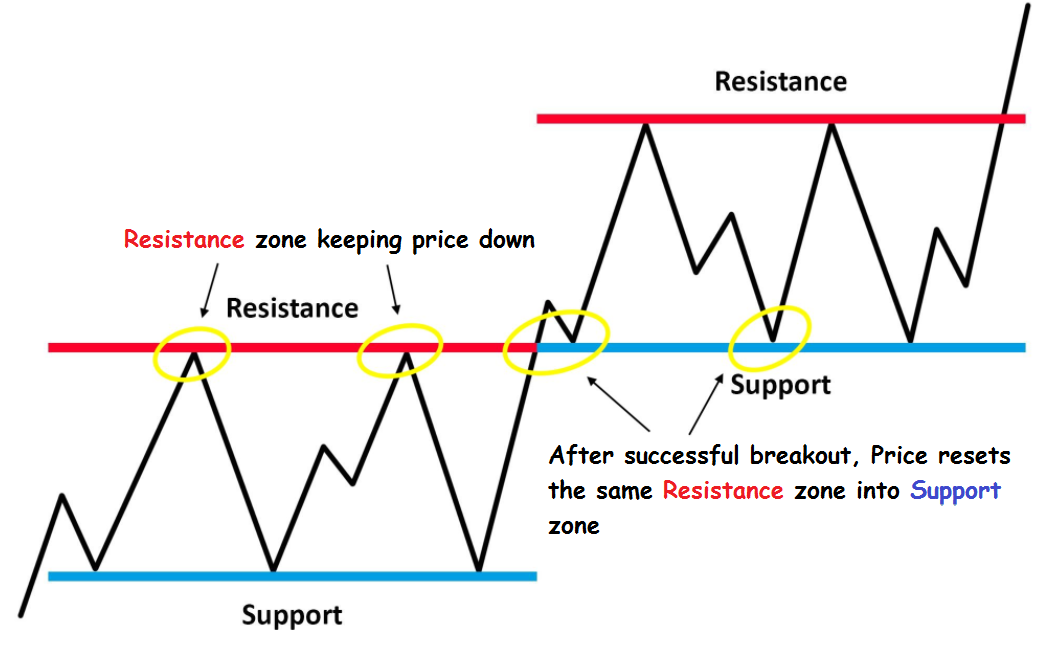 Resistance
Resistance zone keeping price down
Resistance
Support
After successful breakout, Price resets
the same Resistance zone into Support
zone
Support